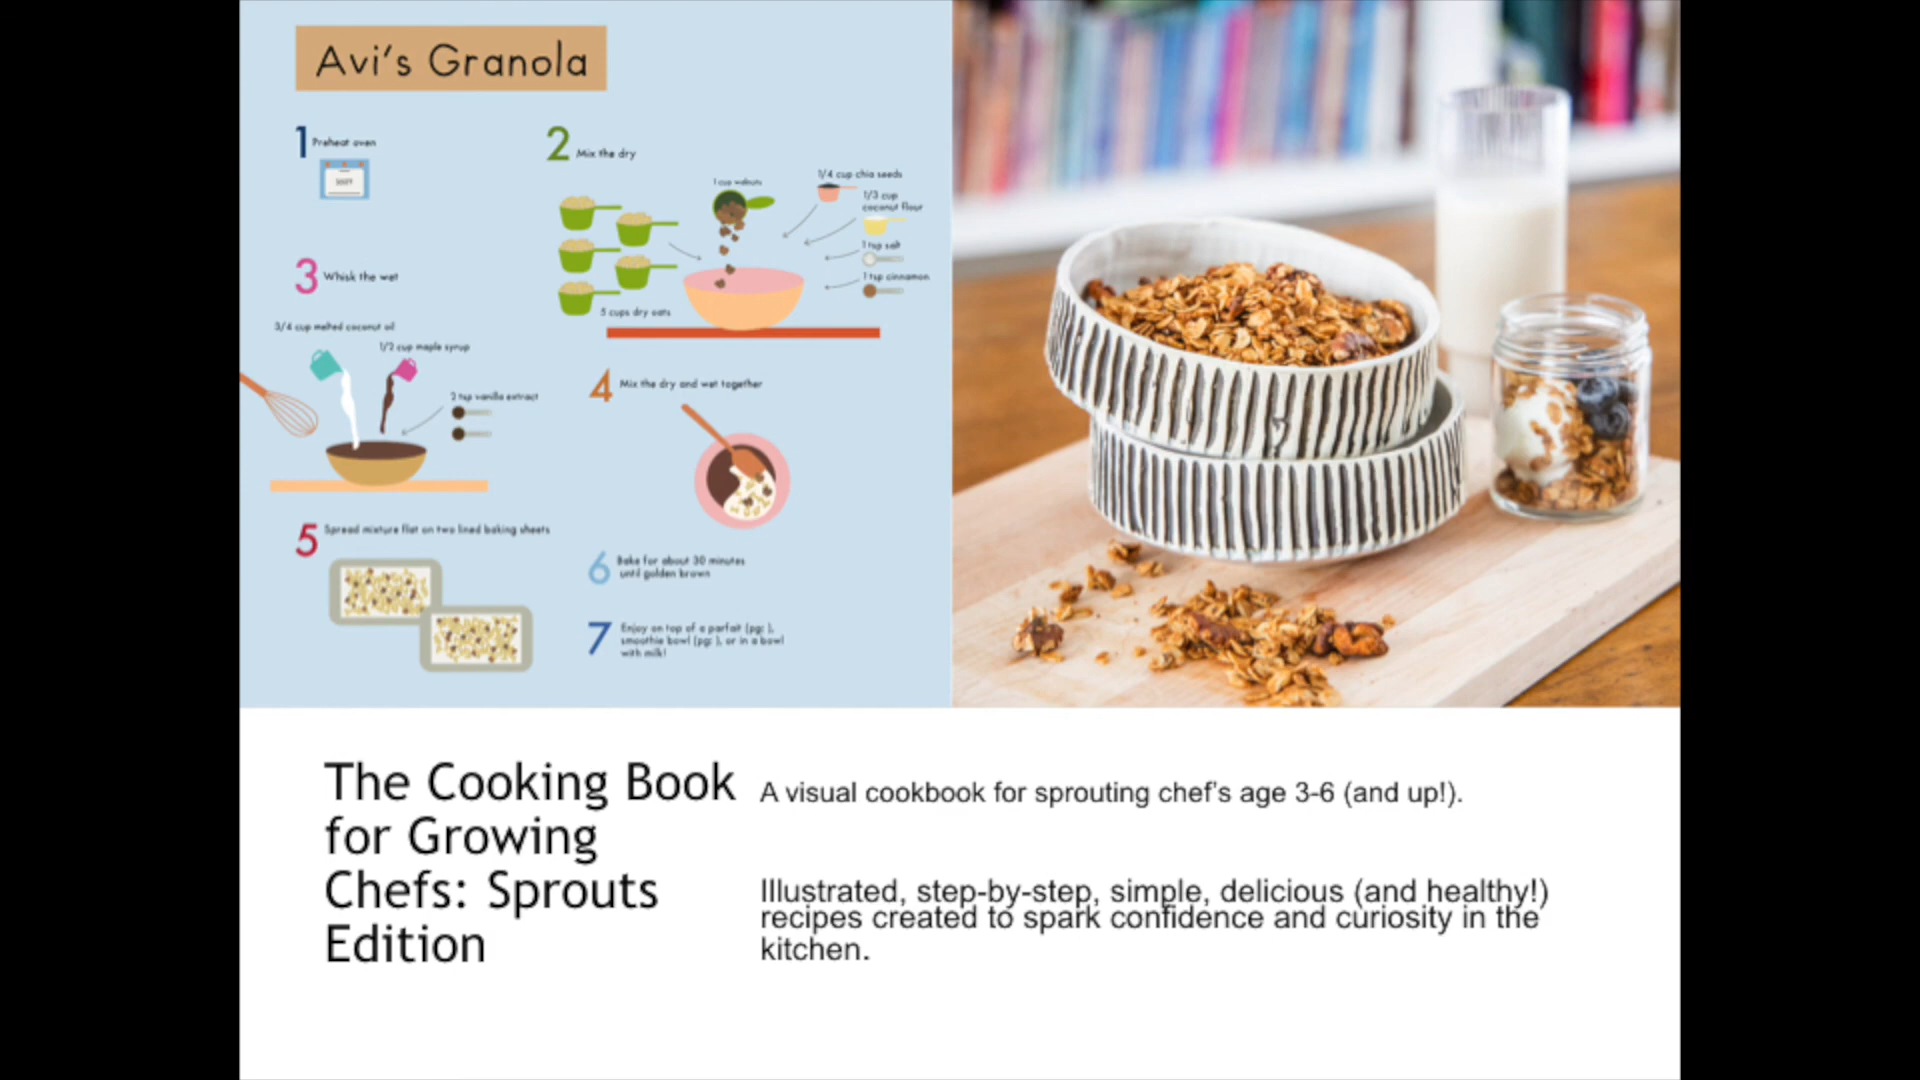 Avi's Granola
1 Preheat oven
2 Mix the dry
1 cup walnuts
1/4 cup chia seeds
1/3 cup
coconut flour
1 tsp salt
1 tsp cinnamon
5 cups dry oats
3 Whisk the wet
3/4 cup melted coconut oil
1/2 cup maple syrup
2 tsp vanilla extract
4 Mix the dry and wet together
5 Spread mixture flat on two lined baking sheets
6 Bake for about 30 minutes
until golden brown
7 Enjoy on top of a parfait (pg: ),
smoothie bowl (pg: ), or in a bowl
with milk!
The Cooking Book
for Growing
Chefs: Sprouts
Edition
A visual cookbook for sprouting chef's age 3-6 (and up!).
Illustrated, step-by-step, simple, delicious (and healthy!)
recipes created to spark confidence and curiosity in the
kitchen.